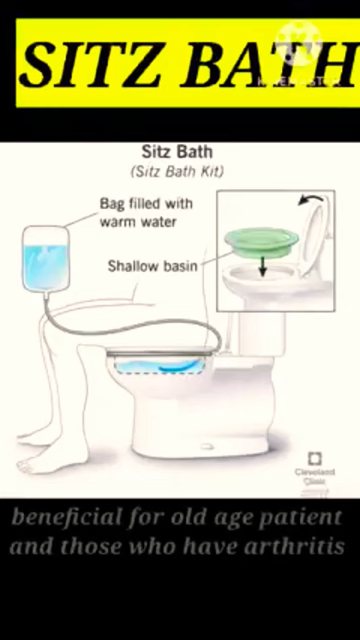 SITZ BATH
KINEMASTER
Sitz Bath
(Sitz Bath Kit)
Bag filled with
warm water
Shallow basin
Cleveland
Clinic
beneficial for old age patient
and those who have arthritis